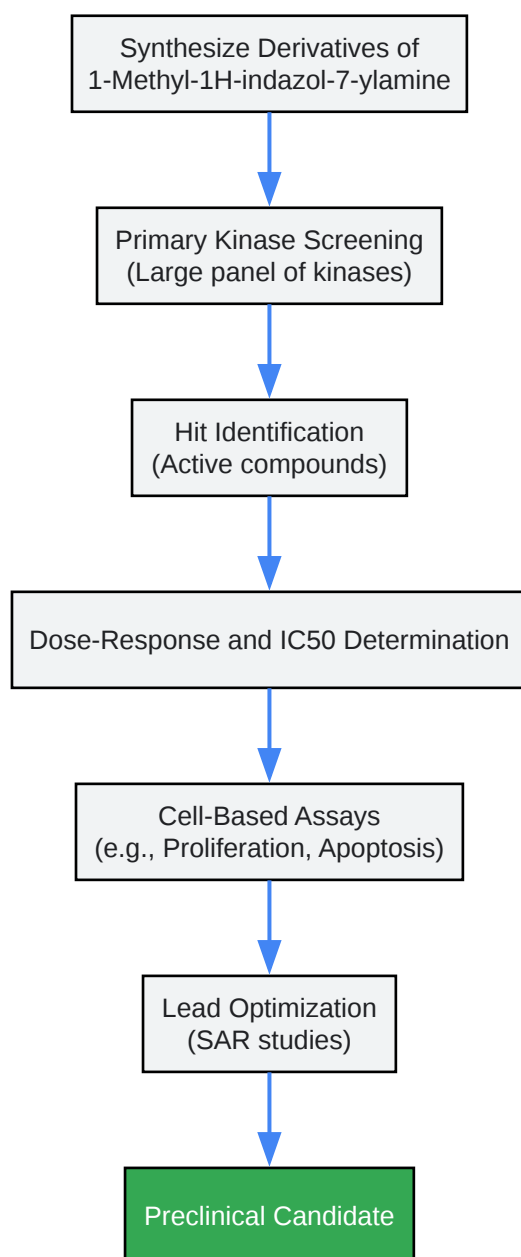 Synthesize Derivatives of
1-Methyl-1H-indazol-7-ylamine
Primary Kinase Screening
(Large panel of kinases)
Hit Identification
(Active compounds)
Dose-Response and IC50 Determination
Cell-Based Assays
(e.g., Proliferation, Apoptosis)
Lead Optimization
(SAR studies)
Preclinical Candidate